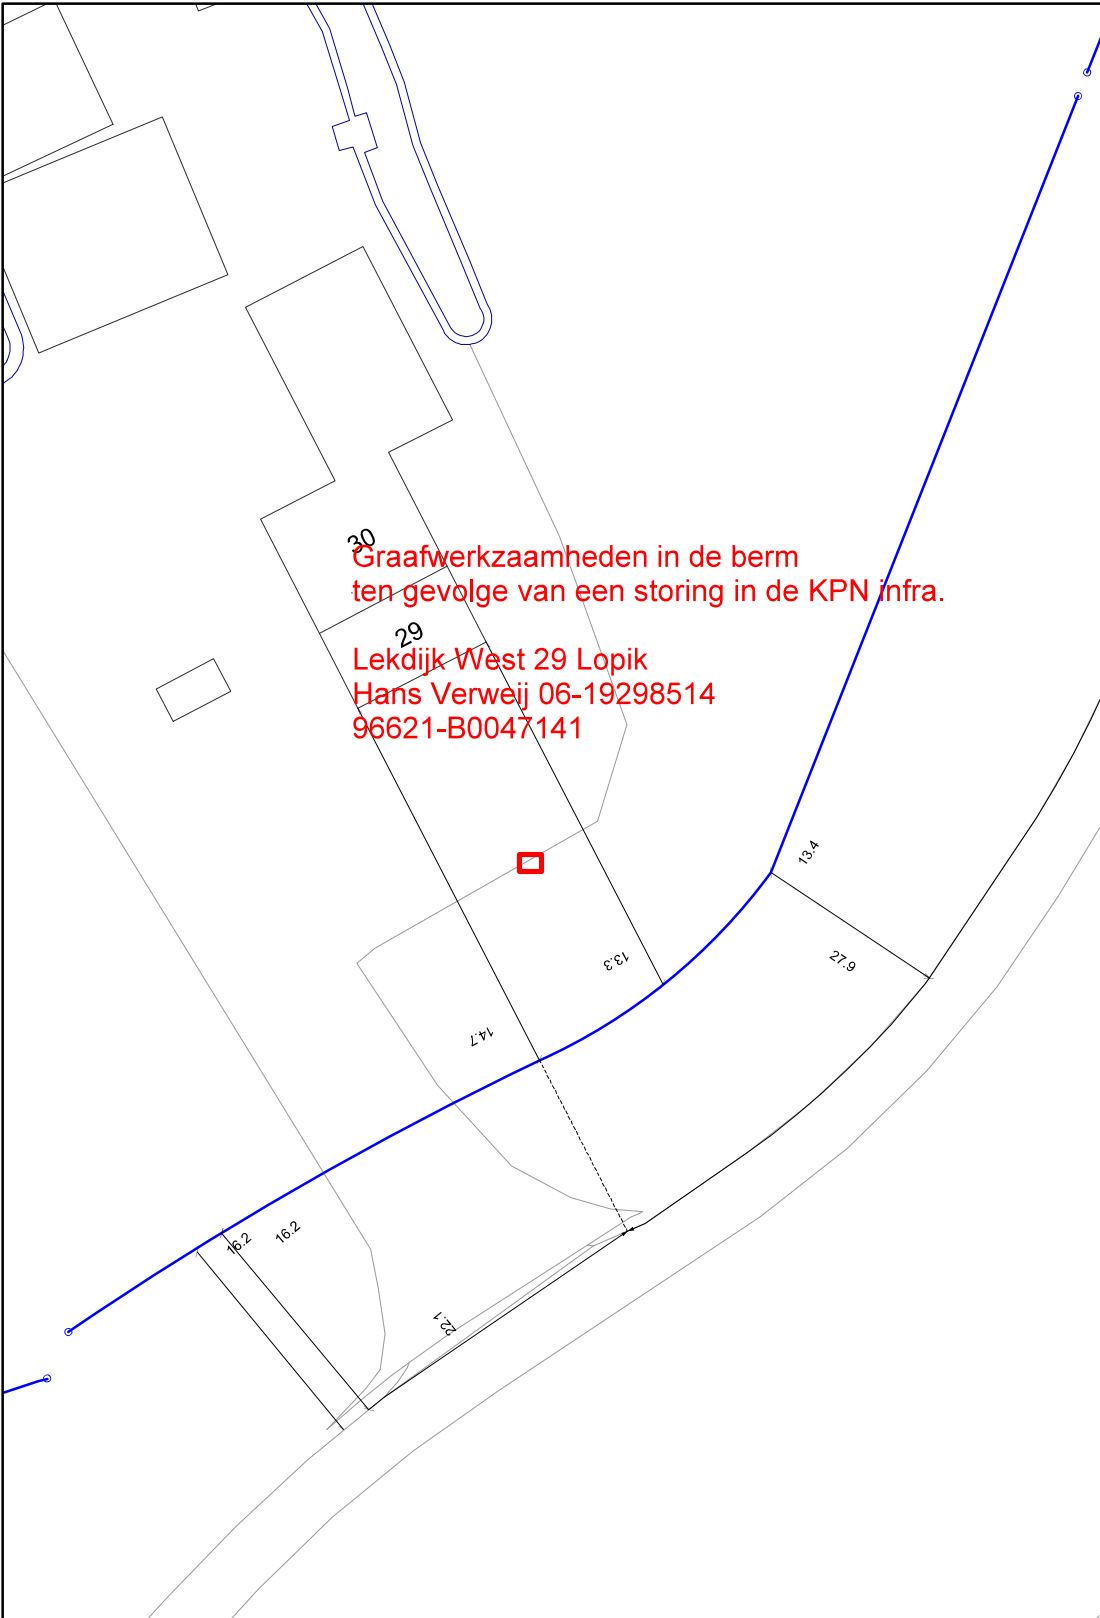 30
Graafwerkzaamheden in de berm
ten gevolge van een storing in de KPN infra.
29
Lekdijk West 29 Lopik
Hans Verweij 06-19298514
96621-B0047141
13.4
13.3
27.9
14.7
16.2
16.2
22.1